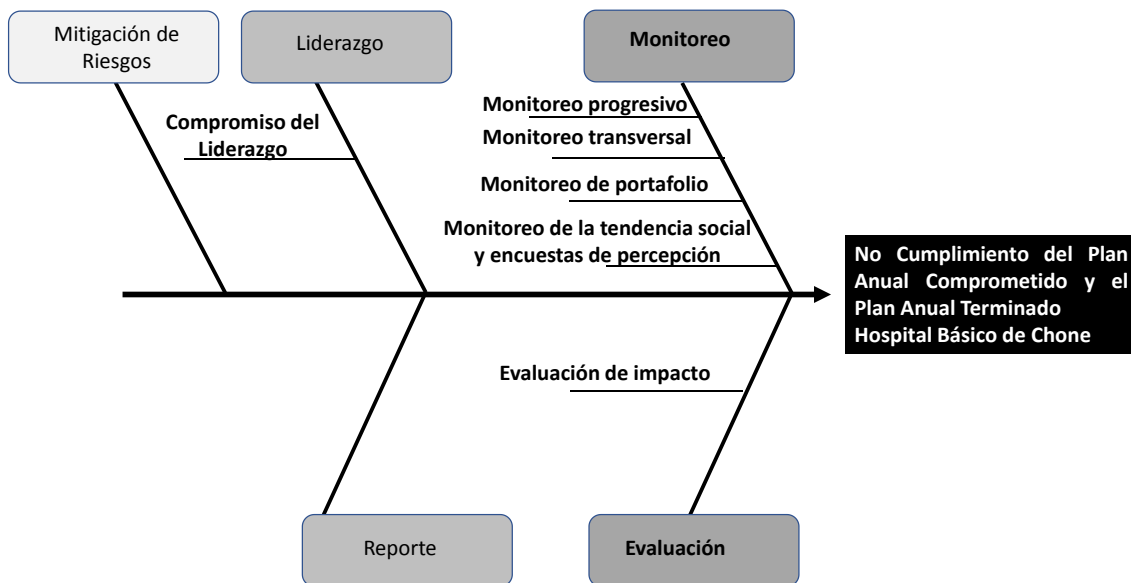 Mitigación de
Riesgos
Liderazgo
Monitoreo
Compromiso del
Liderazgo
Monitoreo progresivo
Monitoreo transversal
Monitoreo de portafolio
Monitoreo de la tendencia social
y encuestas de percepción
No Cumplimiento del Plan
Anual Comprometido y el
Plan Anual Terminado
Hospital Básico de Chone
Evaluación de impacto
Reporte
Evaluación